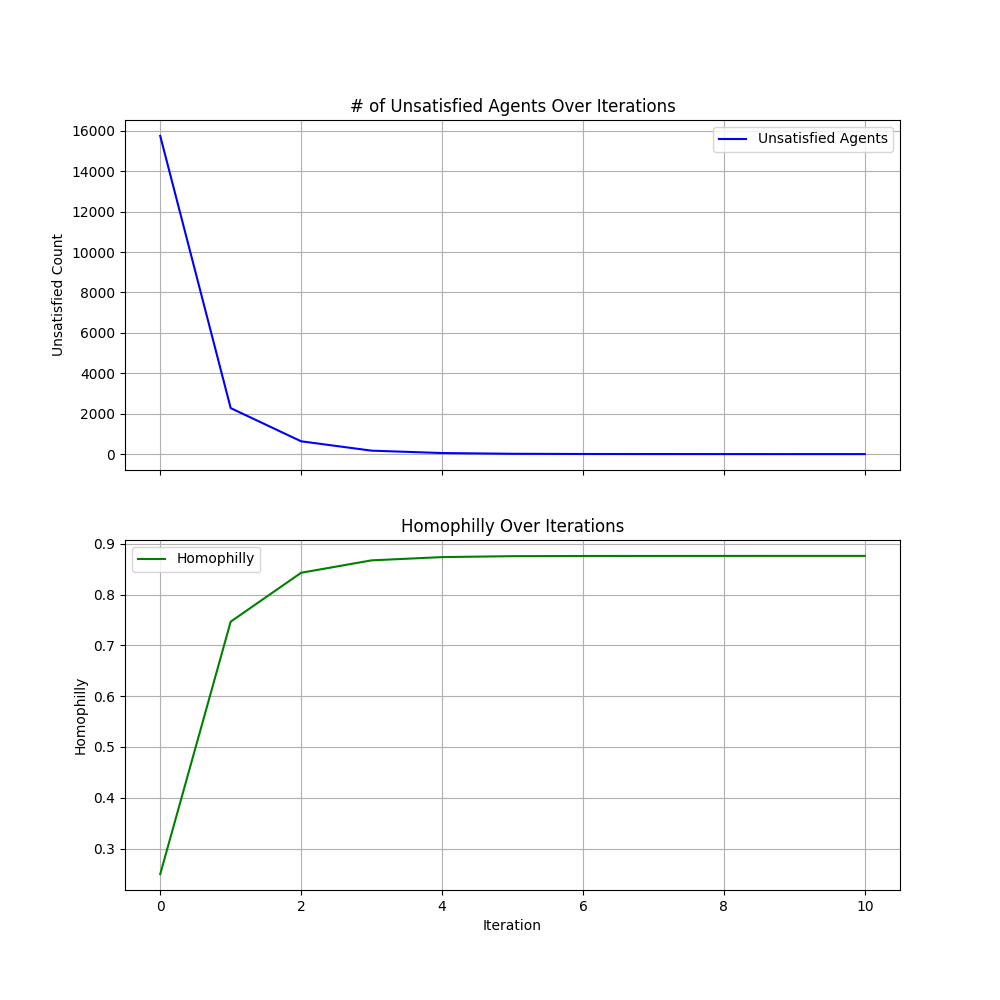 # of Unsatisfied Agents Over Iterations
16000
14000
12000
10000
8000
6000
4000
2000
0
Unsatisfied Count
Unsatisfied Agents
Homophilly Over Iterations
0.9
0.8
0.7
0.6
0.5
0.4
0.3
Homophilly
Homophilly
0 2 4 6 8 10
Iteration